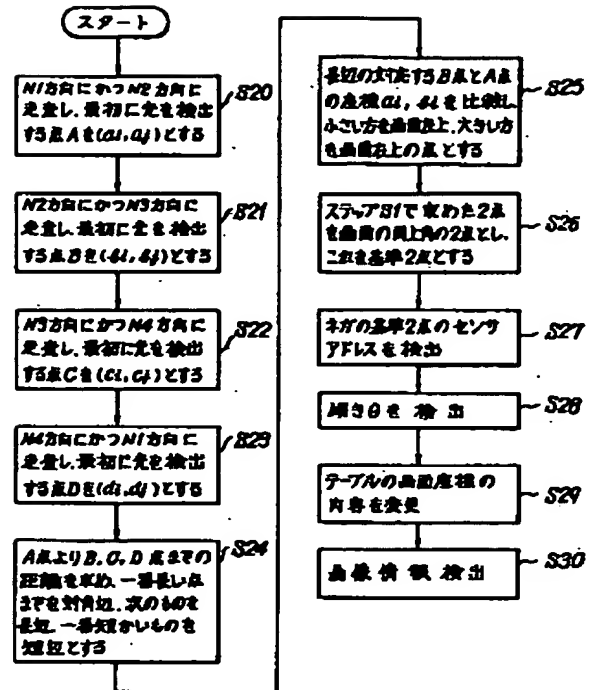 スタート
N1方向にかつN2方向に
走査し、最初に光を検出
する点Aを(ai,aj)とする
S20
N2方向にかつN3方向に
走査し、最初に光を検出
する点Bを(bi,bj)とする
S21
N3方向にかつN4方向に
走査し、最初に光を検出
する点Cを(ci,cj)とする
S22
N4方向にかつN1方向に
走査し、最初に光を検出
する点Dを(di,dj)とする
S23
A点よりB,C,D点までの
距離を求め、一番長い点
までを対角辺、次のものを
長辺、一番短かいものを
短辺とする
S24
長辺の対応するB点とA点
の座標ai,biを比較し
小さい方を画面左上、大きい方
を画面右上の点とする
S25
ステップS1で求めた2点
を画面の両上角の2点とし、
これを基準2点とする
S26
ネガの基準2点のセンサ
アドレスを検出
S27
傾きθを検出
S28
テーブルの画面座標の
内容を変更
S29
画像情報検出
S30